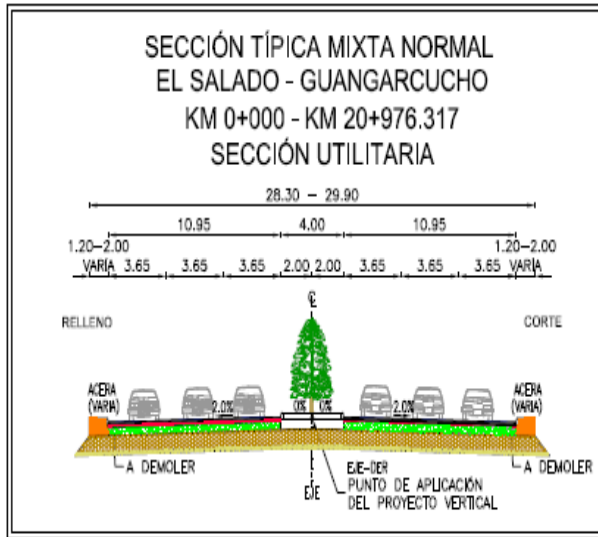 SECCIÓN TÍPICA MIXTA NORMAL
EL SALADO - GUANGARCUCHO
KM 0+000 - KM 20+976.317
SECCIÓN UTILITARIA
28.30 - 29.90
10.95 4.00 10.95
1.20-2.00 1.20-2.00
VARÍA 3.65 3.65 3.65 2.00 2.00 3.65 3.65 3.65 VARÍA
RELLENO CORTE
ACERA ACERA
(VARIA) (VARIA)
2.0% 0% 0% 2.0%
A DEMOLER EJE-DER A DEMOLER
PUNTO DE APLICACIÓN
EJE DEL PROYECTO VERTICAL